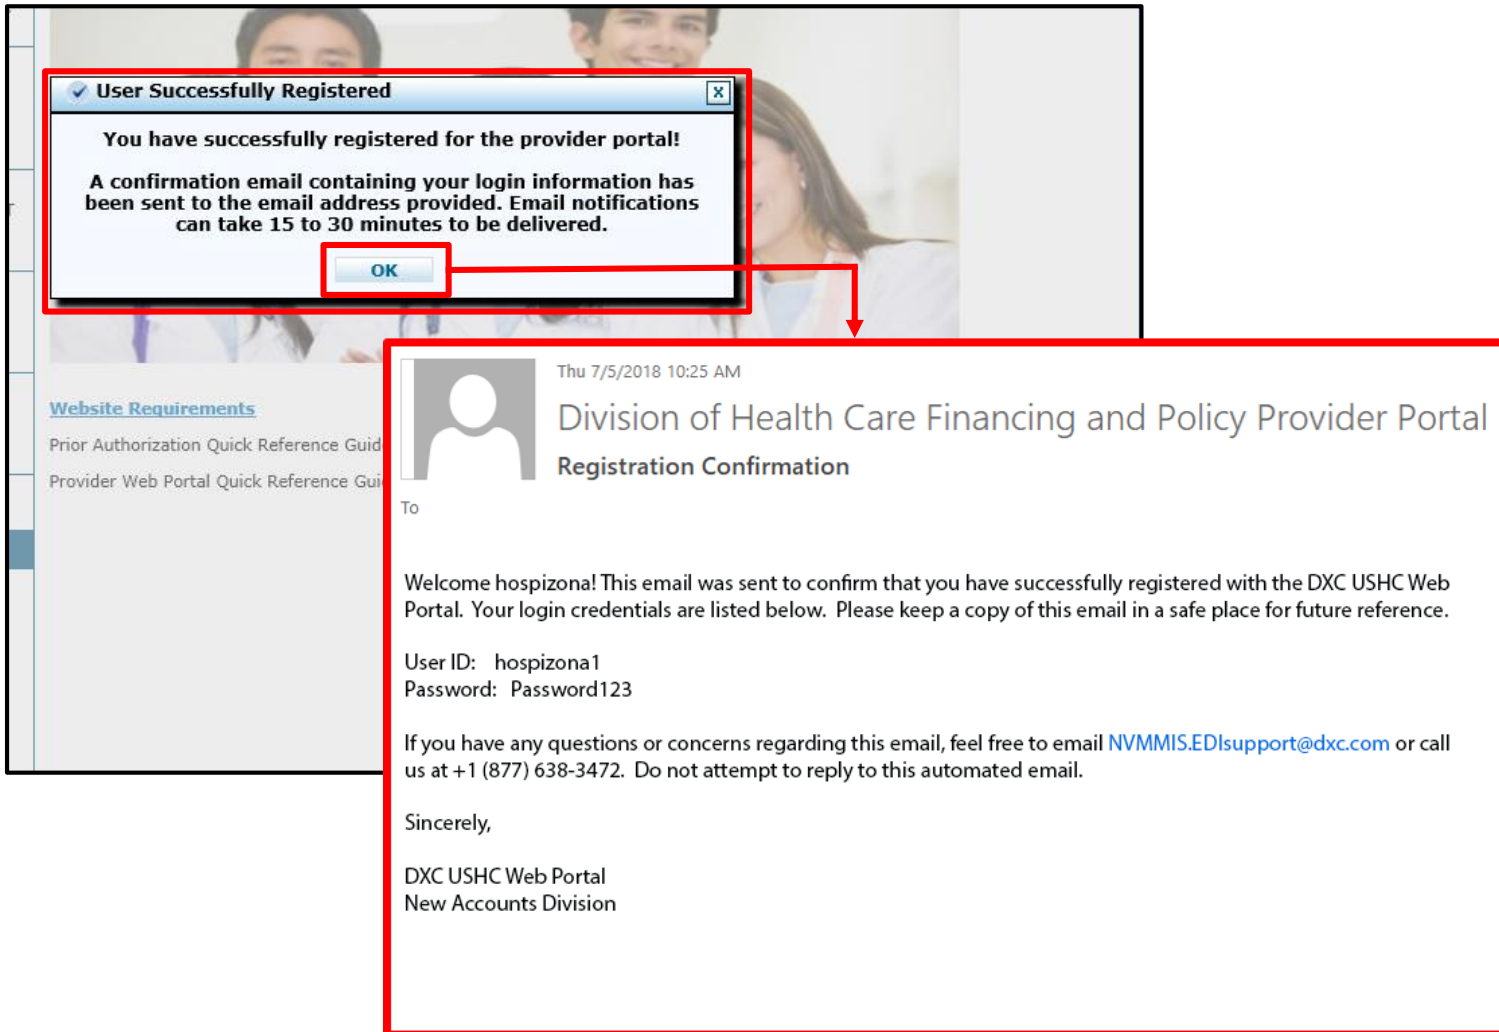 User Successfully Registered
x
You have successfully registered for the provider portal!
A confirmation email containing your login information has
been sent to the email address provided. Email notifications
can take 15 to 30 minutes to be delivered.
OK
Website Requirements
Prior Authorization Quick Reference
Provider Web Portal Quick Reference
Thu 7/5/2018 10:25 AM
Division of Health Care Financing and Policy Provider Portal
Registration Confirmation
To
Welcome hospizona! This email was sent to confirm that you have successfully registered with the DXC USHC Web
Portal. Your login credentials are listed below. Please keep a copy of this email in a safe place for future reference.
User ID: hospizona1
Password: Password123
If you have any questions or concerns regarding this email, feel free to email NVMMIS.EDIsupport@dxc.com or call
us at +1 (877) 638-3472. Do not attempt to reply to this automated email.
Sincerely,
DXC USHC Web Portal
New Accounts Division